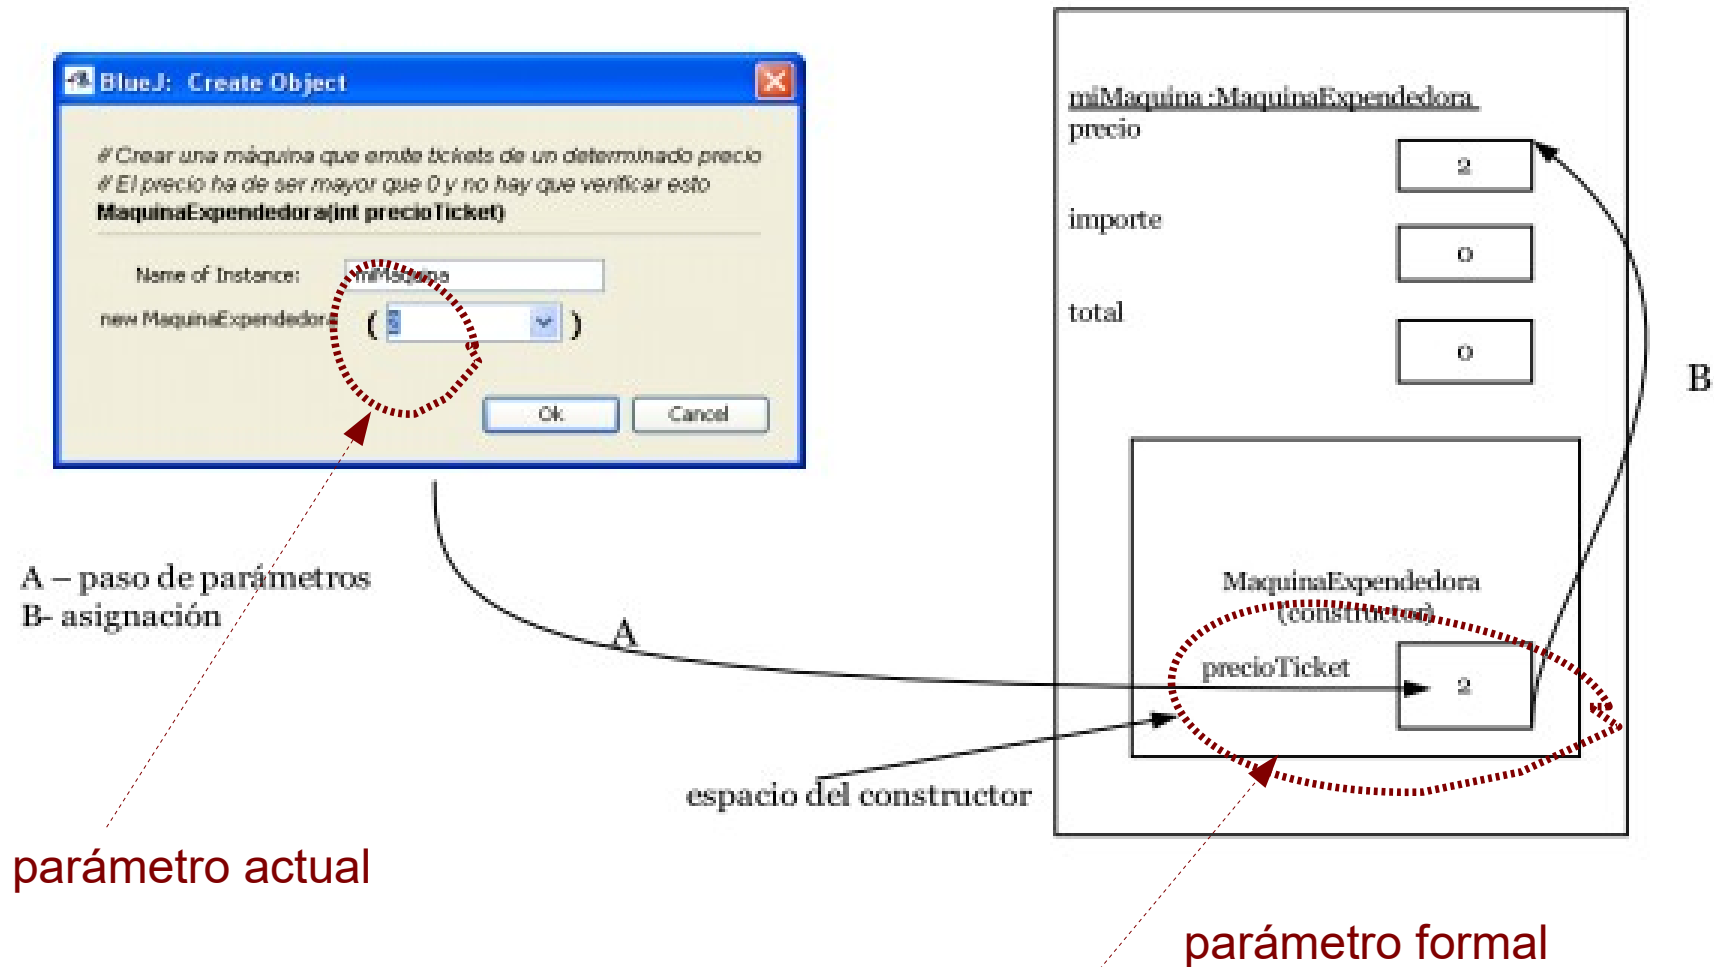 BlueJ: Create Object
// Crear una máquina que emite tickets de un determinado precio
// El precio ha de ser mayor que 0 y no hay que verificar esto
MaquinaExpendedora(int precioTicket)
Name of Instance:
miMaquina
new MaquinaExpendedora
( 2 )
Ok
Cancel
A – paso de parámetros
B- asignación
A
parámetro actual
espacio del constructor
miMaquina :MaquinaExpendedora
precio
2
importe
0
total
0
B
MaquinaExpendedora
(constructor)
precioTicket
2
parámetro formal